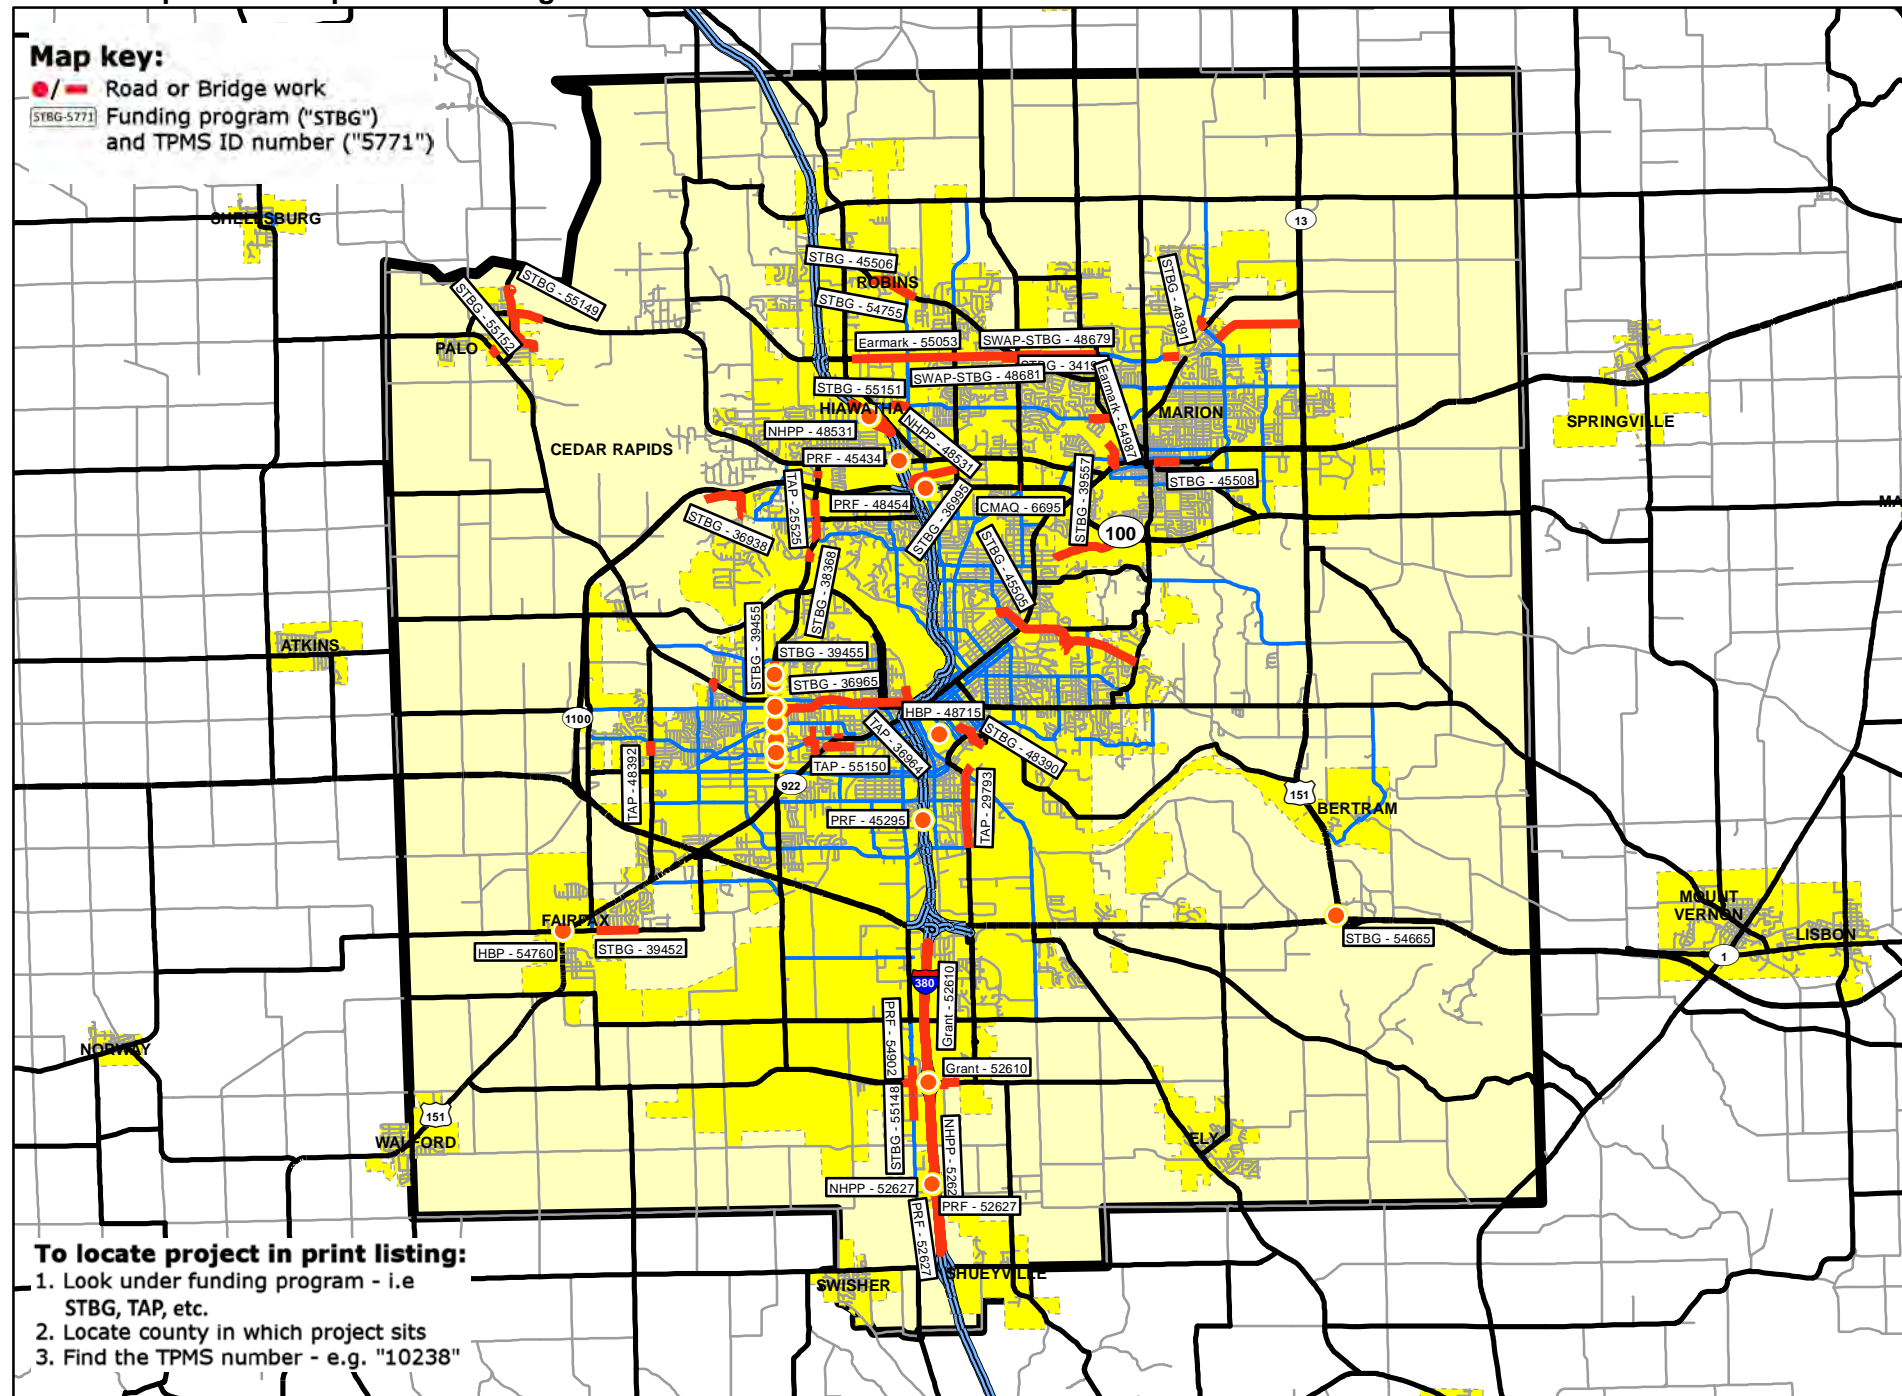 Map key:
Road or Bridge work
STBG-5771
Funding program ("STBG")
and TPMS ID number ("5771")
SHELLSBURG
13
STBG - 45506
ROBINS
STBG - 48391
STBG - 55149
STBG - 55152
STBG - 54755
PALO
Earmark - 55053
SWAP-STBG - 48679
STBG - 3419
SWAP-STBG - 48681
STBG - 55151
Earmark - 54987
HIAWATHA
MARION
SPRINGVILLE
NHPP - 48531
NHPP - 48531
CEDAR RAPIDS
PRF - 45434
STBG - 39557
STBG - 45508
TAP - 25525
PRF - 48454
STBG - 36995
CMAQ - 6695
MA
STBG - 36938
100
STBG - 38368
STBG - 45505
STBG - 39455
ATKINS
STBG - 39455
STBG - 36965
1100
HBP - 48715
TAP - 36964
STBG - 48390
TAP - 48392
TAP - 55150
922
TAP - 29793
151
BERTRAM
PRF - 45295
MOUNT
VERNON
LISBON
FAIRFAX
HBP - 54760
STBG - 39452
STBG - 54665
1
380
Grant - 52610
PRF - 54902
NORWAY
Grant - 52610
STBG - 55148
151
WALFORD
ELY
NHPP - 5262
NHPP - 52627
PRF - 52627
PRF - 52627
SHUEYVILLE
SWISHER
To locate project in print listing:
1. Look under funding program - i.e
STBG, TAP, etc.
2. Locate county in which project sits
3. Find the TPMS number - e.g. "10238"